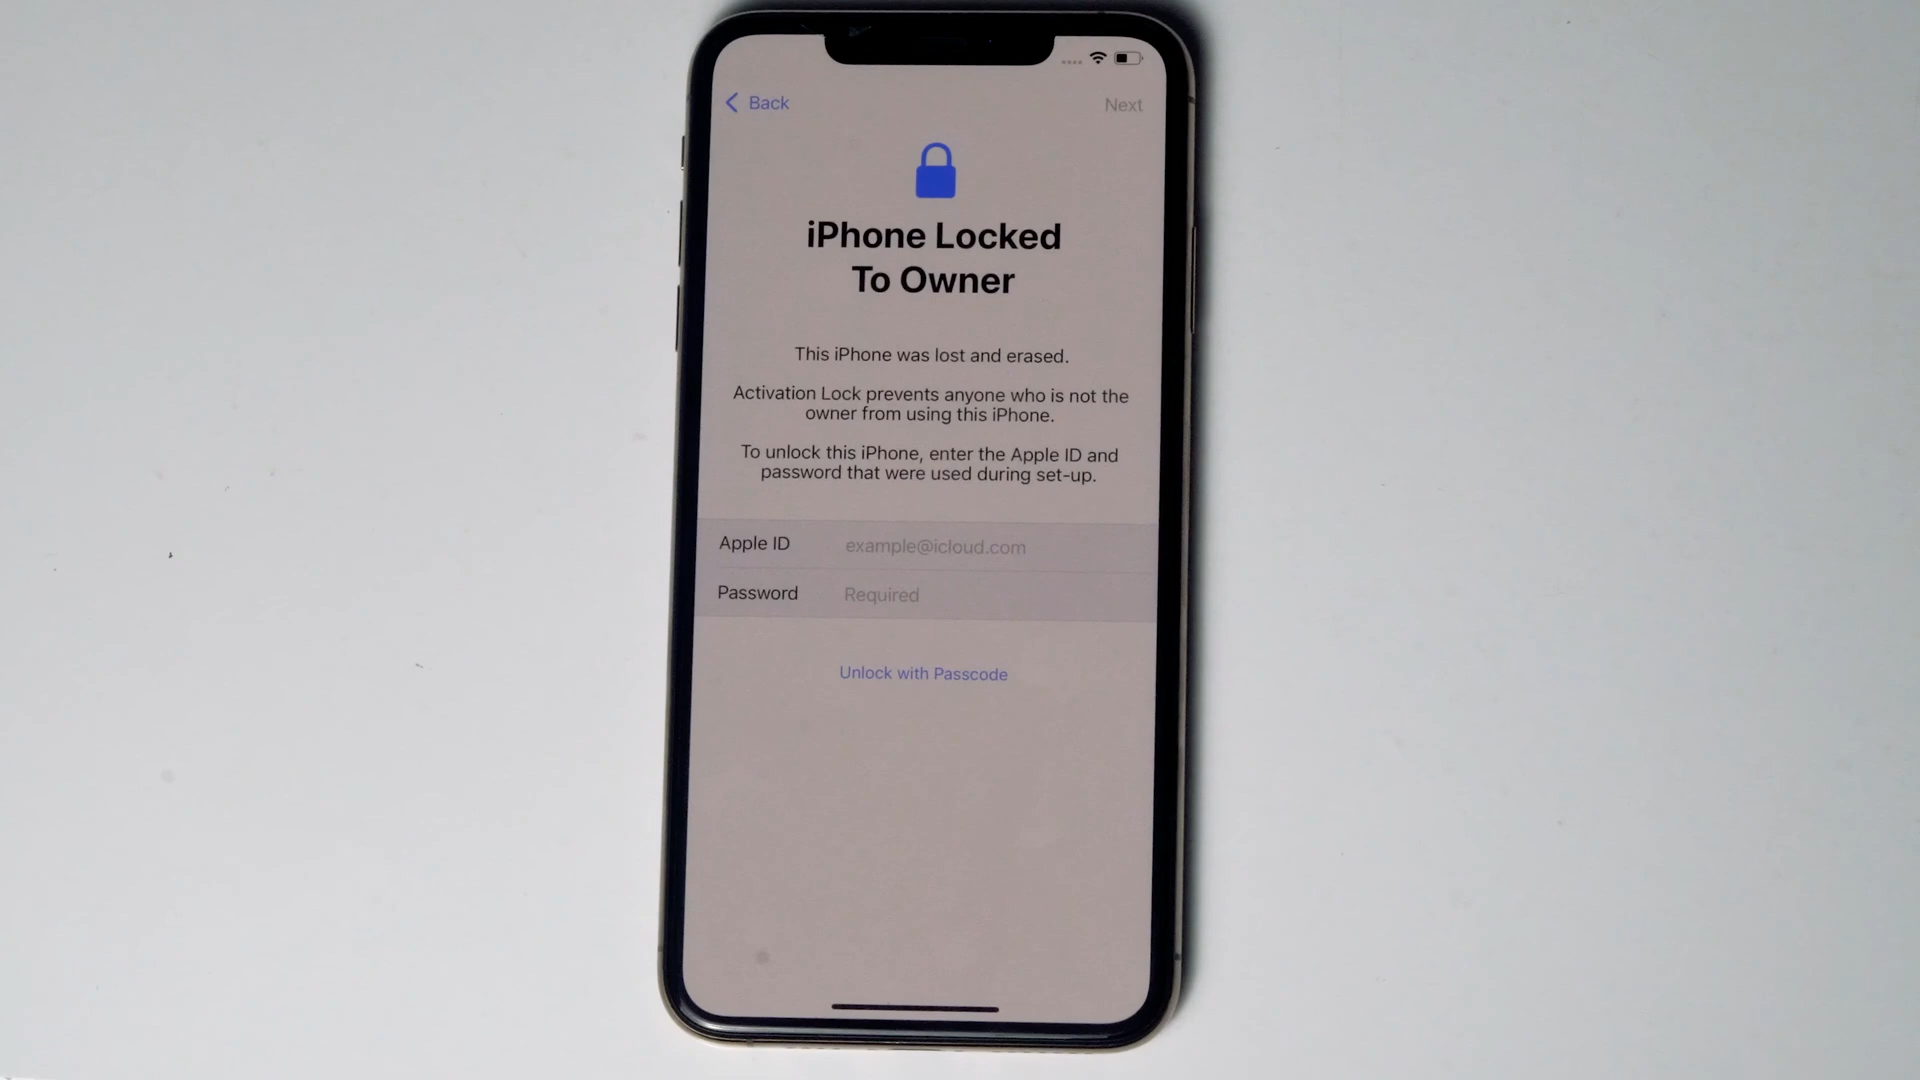 Back
Next
iPhone Locked
To Owner
This iPhone was lost and erased.
Activation Lock prevents anyone who is not the
owner from using this iPhone.
To unlock this iPhone, enter the Apple ID and
password that were used during set-up.
Apple ID example@icloud.com
Password Required
Unlock with Passcode